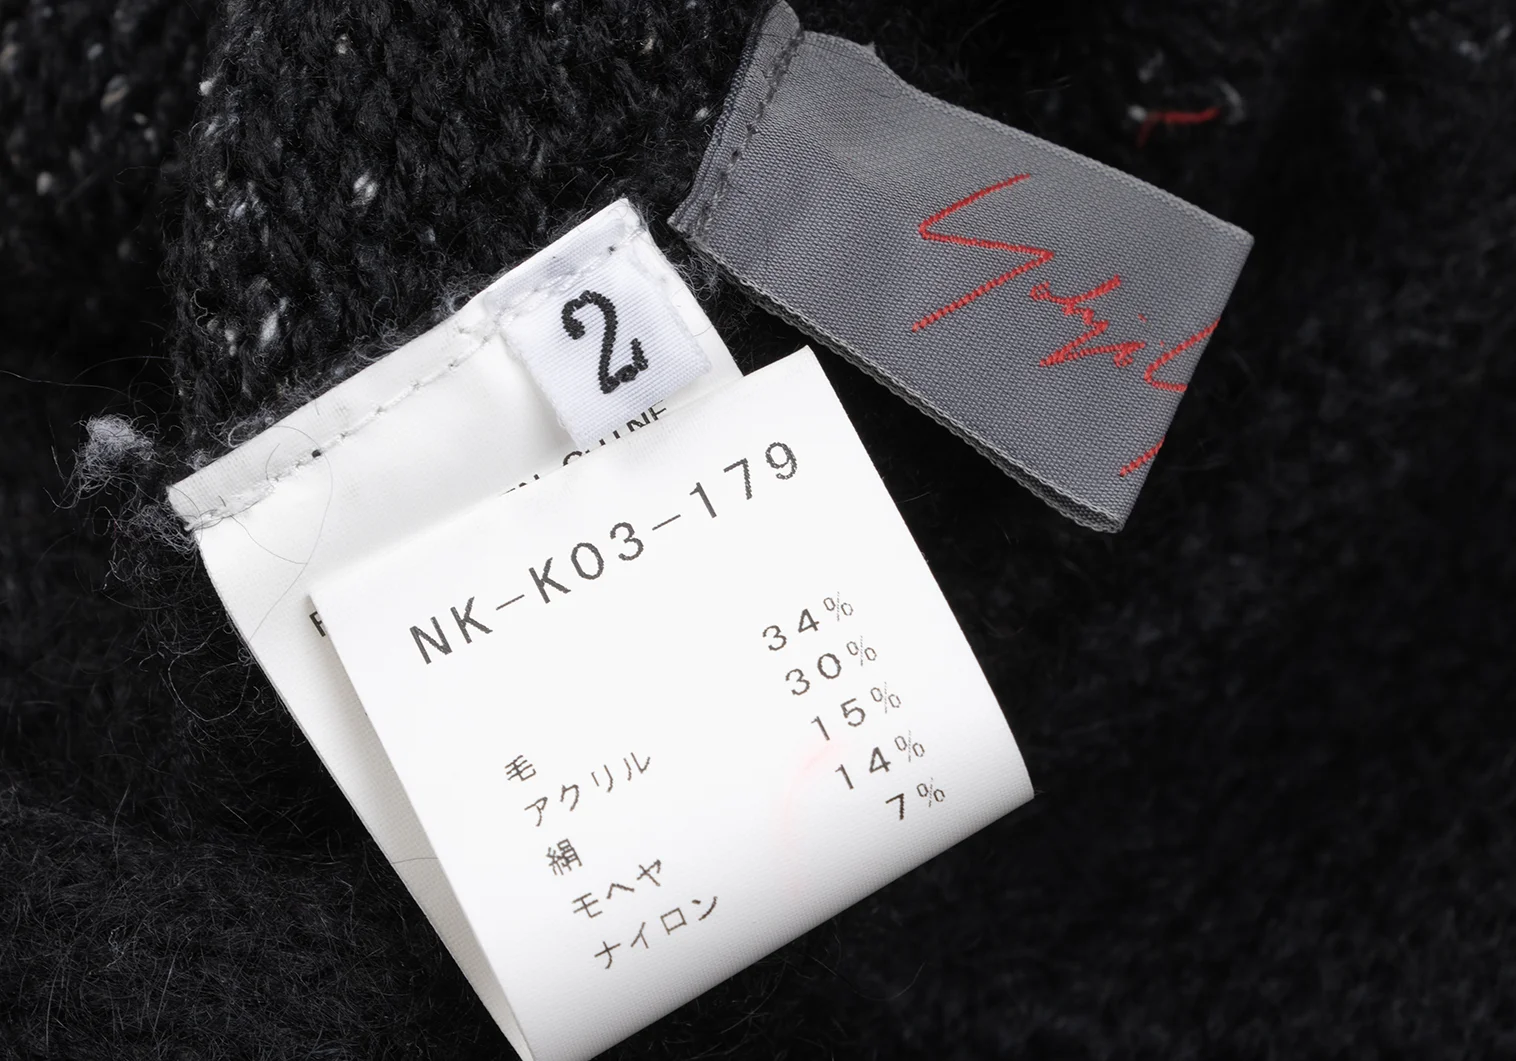 2
NK-K03-179
毛 34%
アクリル 30%
絹 15%
モヘヤ 14%
ナイロン 7%